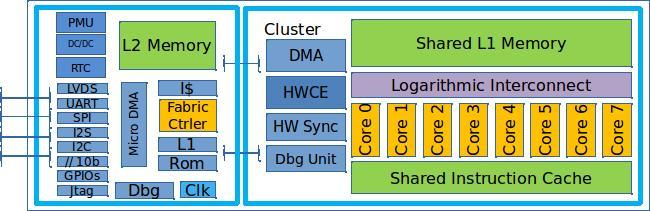 PMU
DC/DC
RTC
LVDS
UART
SPI
I2S
I2C
// 10b
GPIOs
Jtag
L2 Memory
Micro DMA
I$
Fabric
Ctrler
L1
Rom
Dbg
Clk
Cluster
DMA
HWCE
HW Sync
Dbg Unit
Shared L1 Memory
Logarithmic Interconnect
Core 0
Core 1
Core 2
Core 3
Core 4
Core 5
Core 6
Core 7
Shared Instruction Cache